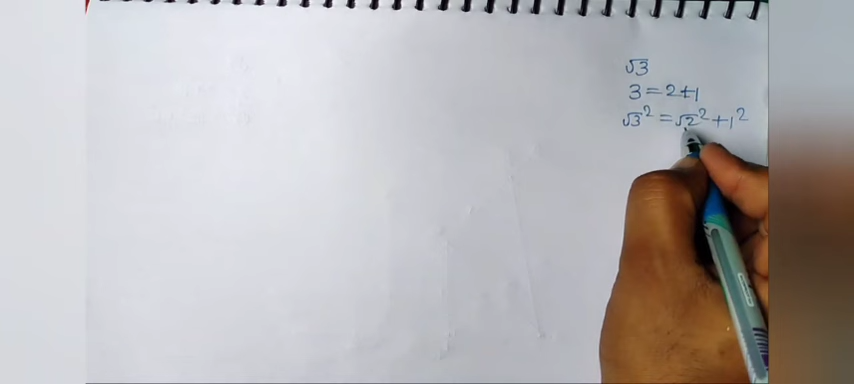 √3
3=2+1
√3² = √2² + 1²